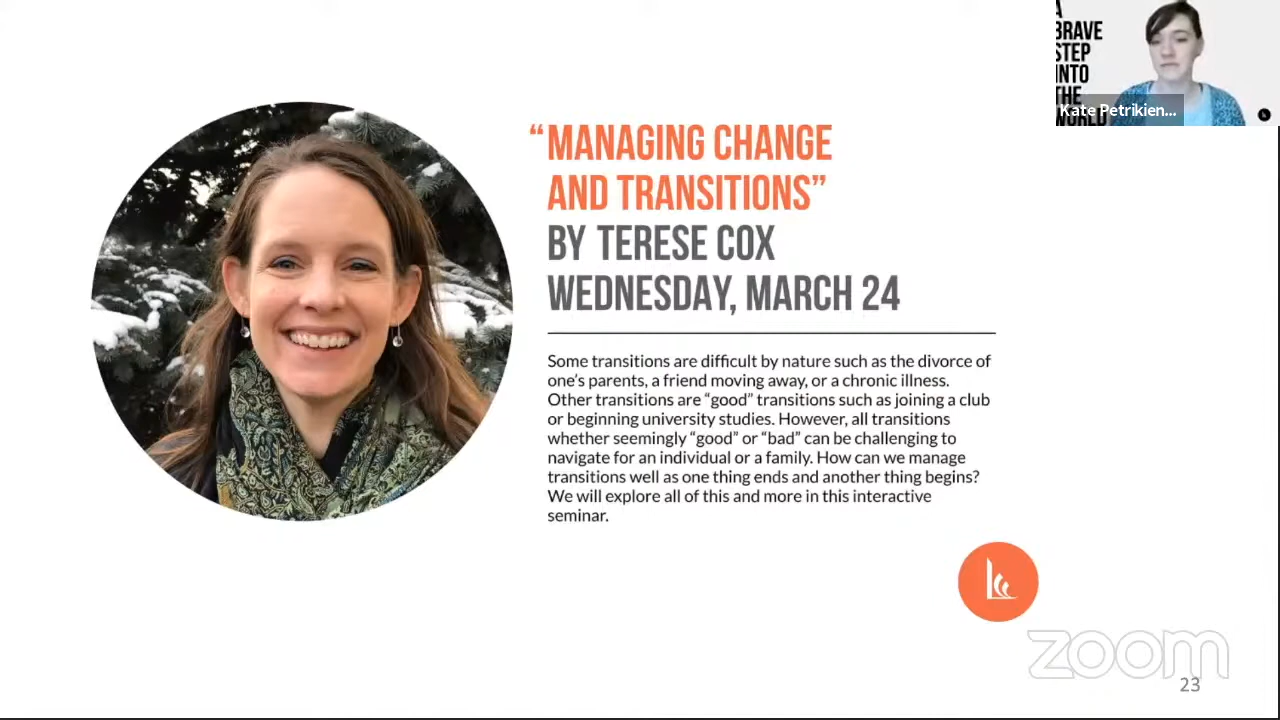 “MANAGING CHANGE
AND TRANSITIONS”
BY TERESE COX
WEDNESDAY, MARCH 24
Some transitions are difficult by nature such as the divorce of
one’s parents, a friend moving away, or a chronic illness.
Other transitions are “good” transitions such as joining a club
or beginning university studies. However, all transitions
whether seemingly “good” or “bad” can be challenging to
navigate for an individual or a family. How can we manage
transitions well as one thing ends and another thing begins?
We will explore all of this and more in this interactive
seminar.
A
BRAVE
STEP
INTO
THE
WORLD
Kate Petrikien...
zoom
23